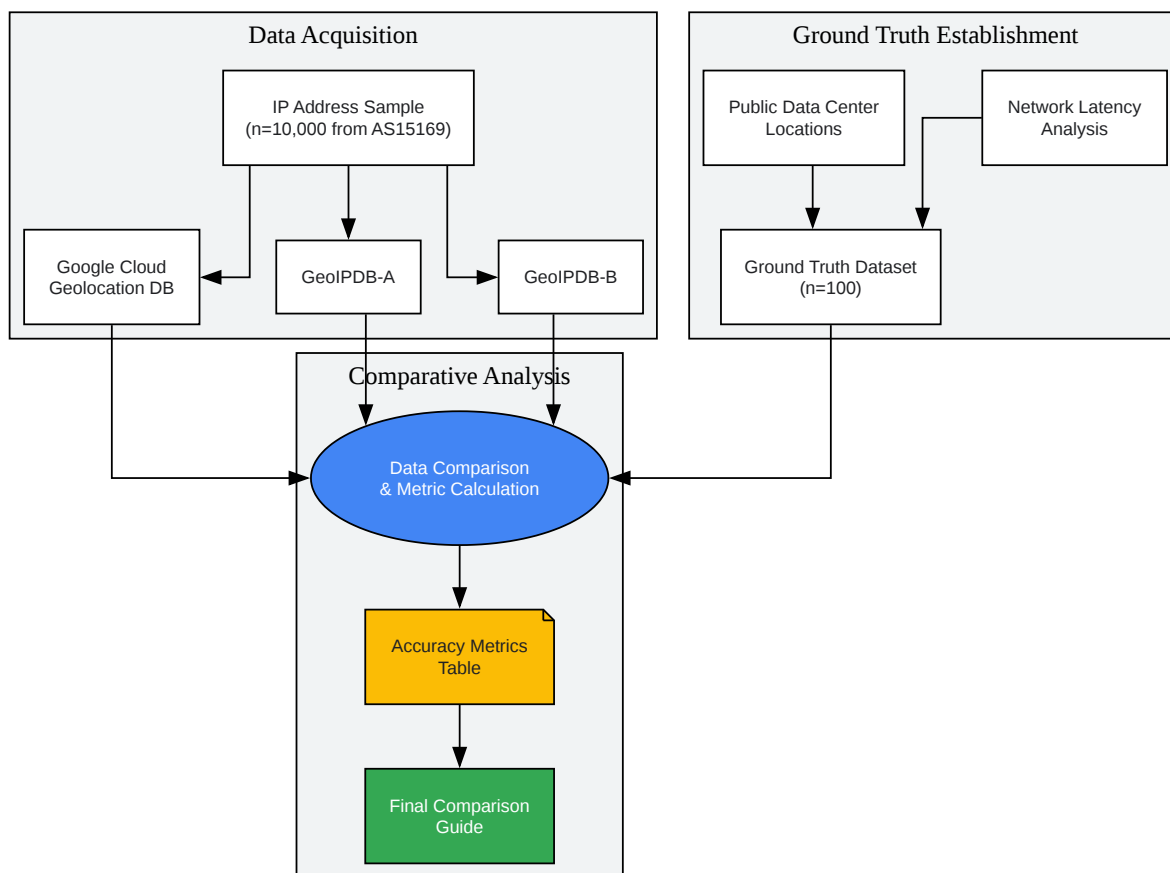 Data Acquisition
IP Address Sample
(n=10,000 from AS15169)
Google Cloud
Geolocation DB
GeoIPDB-A
GeoIPDB-B
Ground Truth Establishment
Public Data Center
Locations
Network Latency
Analysis
Ground Truth Dataset
(n=100)
Comparative Analysis
Data Comparison
& Metric Calculation
Accuracy Metrics
Table
Final Comparison
Guide